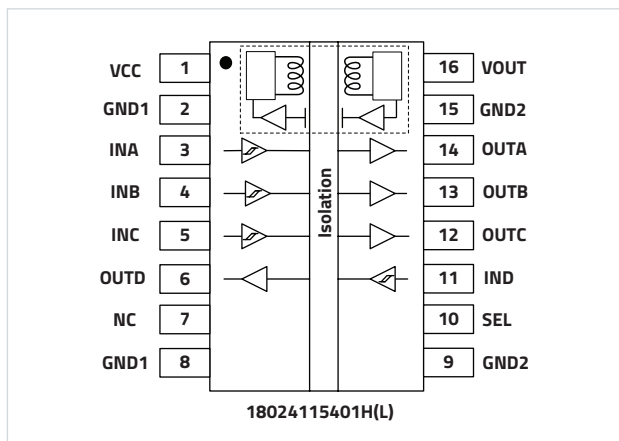 VCC 1 16 VOUT
GND1 2 15 GND2
INA 3 14 OUTA
INB 4 13 OUTB
INC 5 12 OUTC
OUTD 6 11 IND
NC 7 10 SEL
GND1 8 9 GND2
Isolation
18024115401H(L)